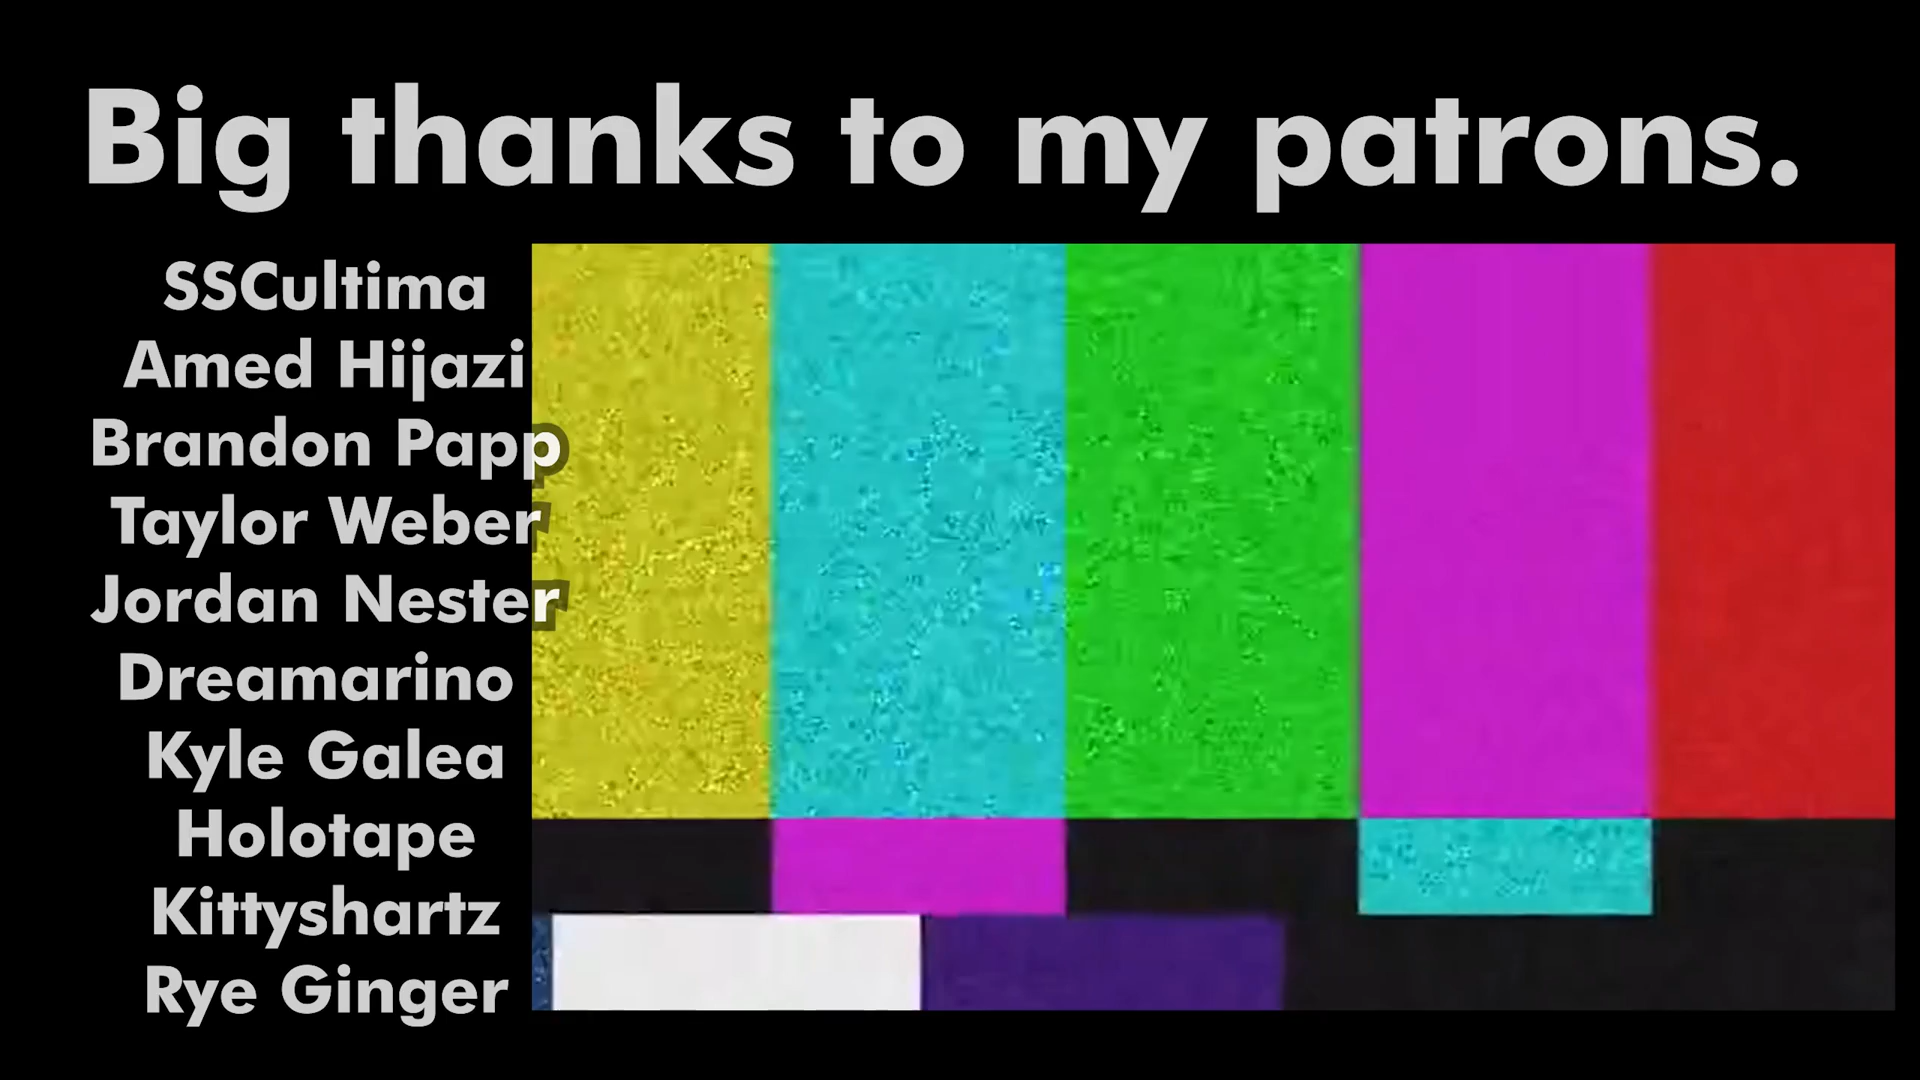 Big thanks to my patrons.
SSCultima
Amed Hijazi
Brandon Papp
Taylor Weber
Jordan Nester
Dreamarino
Kyle Galea
Holotape
Kittyshartz
Rye Ginger